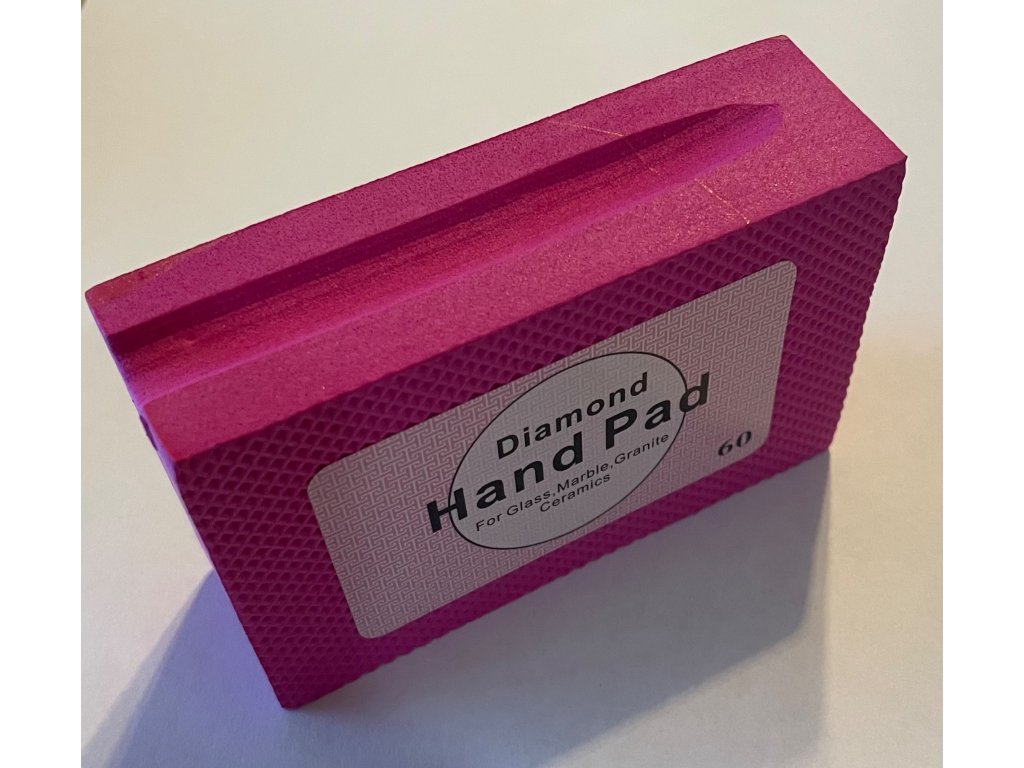 Diamond
Hand Pad
For Glass,Marble,Granite
Ceramics
60